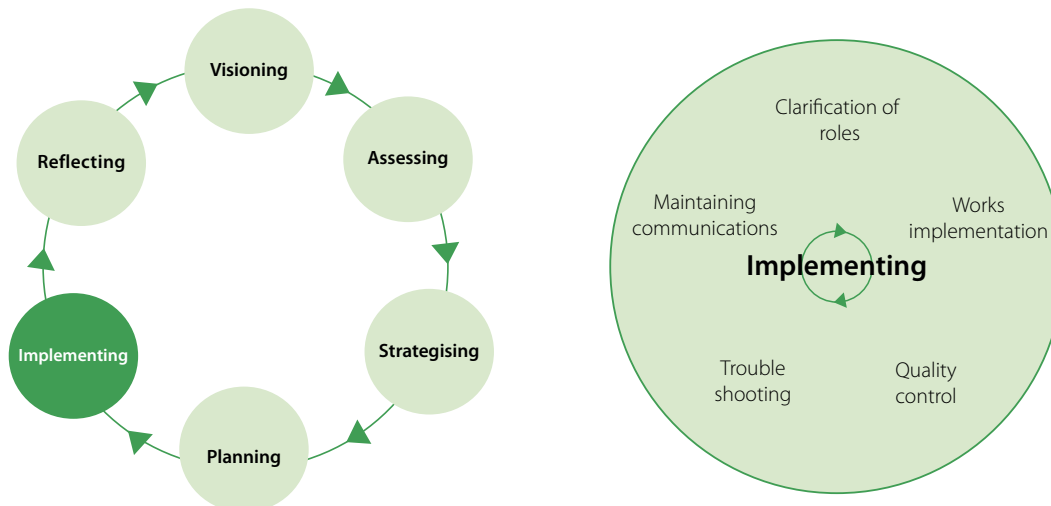 Visioning
Assessing
Strategising
Planning
Implementing
Reflecting
Clarification of
roles
Works
implementation
Quality
control
Trouble
shooting
Maintaining
communications
Implementing